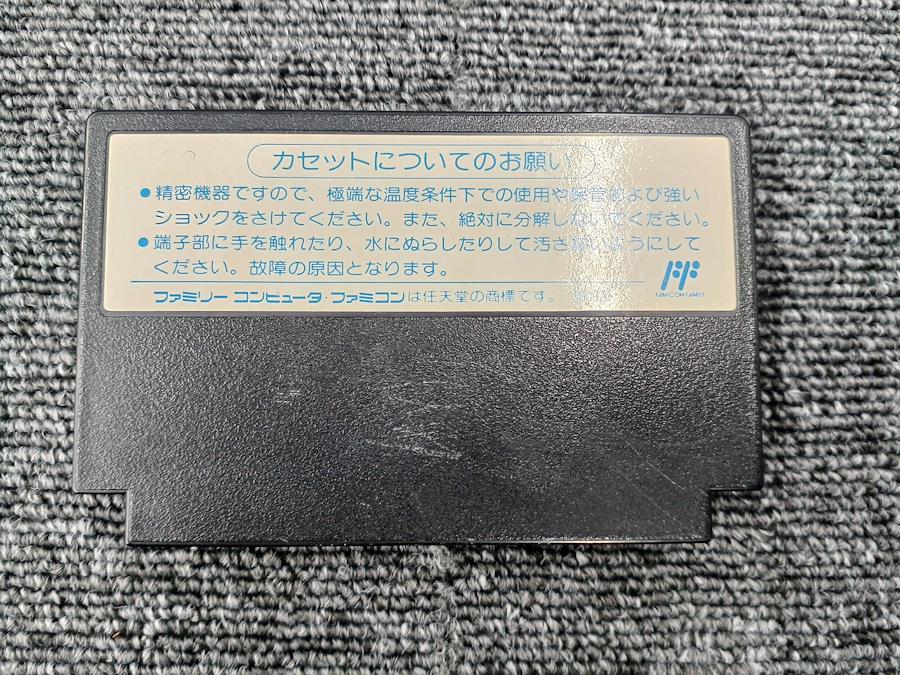 カセットについてのお願い
●精密機器ですので、極端な温度条件下での使用や保管および強い
ショックをさけてください。また、絶対に分解しないでください。
●端子部に手を触れたり、水にぬらしたりして汚さないようにして
ください。故障の原因となります。
ファミリー コンピュータ・ファミコンは任天堂の商標です。
FAMICOM FAMILY